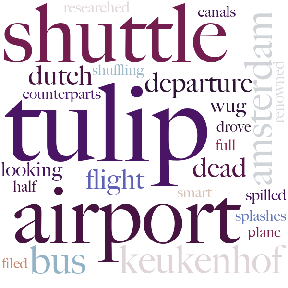 researched
canals
shuttle
dutch
shuffling
departure
counterparts
wug
amsterdam
renowned
tulip
drove
full
looking
dead
half
flight
smart
spilled
airport
splashes
plane
filed
bus
keukenhof